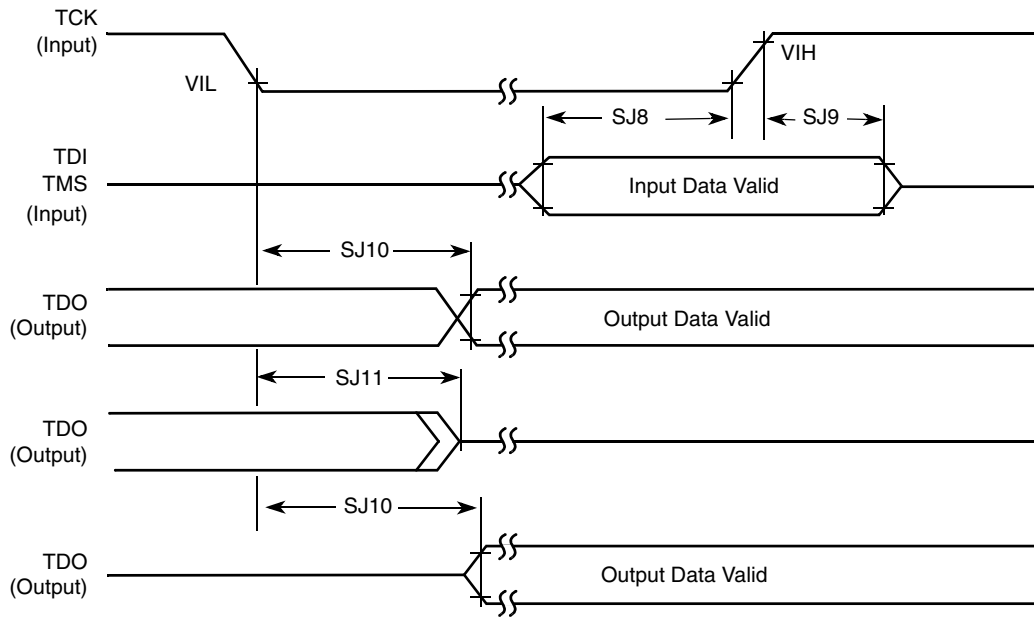 TCK
(Input)
VIL
VIH
SJ8
SJ9
TDI
TMS
(Input)
Input Data Valid
SJ10
TDO
(Output)
Output Data Valid
SJ11
TDO
(Output)
SJ10
TDO
(Output)
Output Data Valid